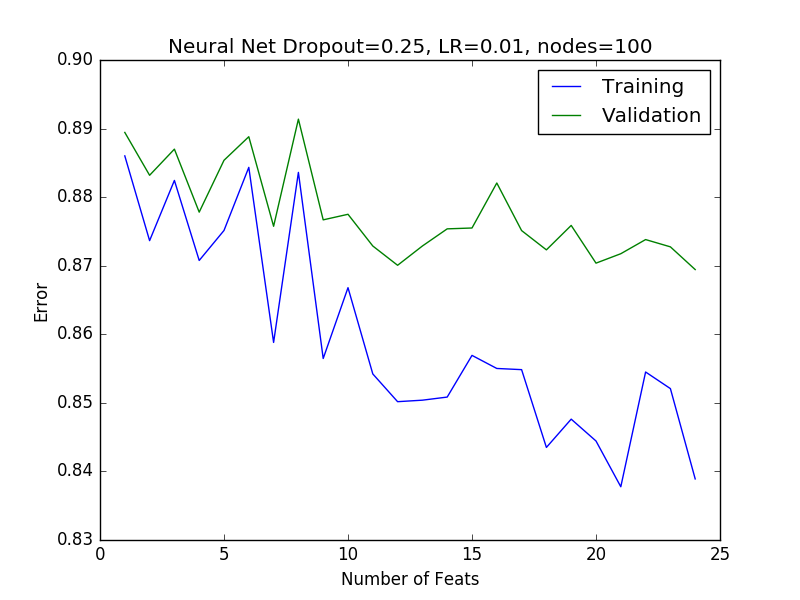 Neural Net Dropout=0.25, LR=0.01, nodes=100
0.90
0.89
0.88
0.87
0.86
0.85
0.84
0.83
Error
Training
Validation
0 5 10 15 20 25
Number of Feats